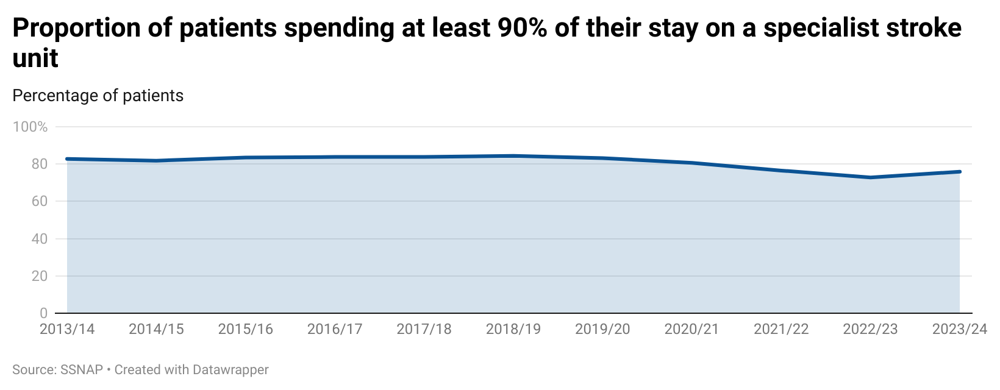 Proportion of patients spending at least 90% of their stay on a specialist stroke
unit
Percentage of patients
100%
80
60
40
20
0
2013/14 2014/15 2015/16 2016/17 2017/18 2018/19 2019/20 2020/21 2021/22 2022/23 2023/24
Source: SSNAP • Created with Datawrapper